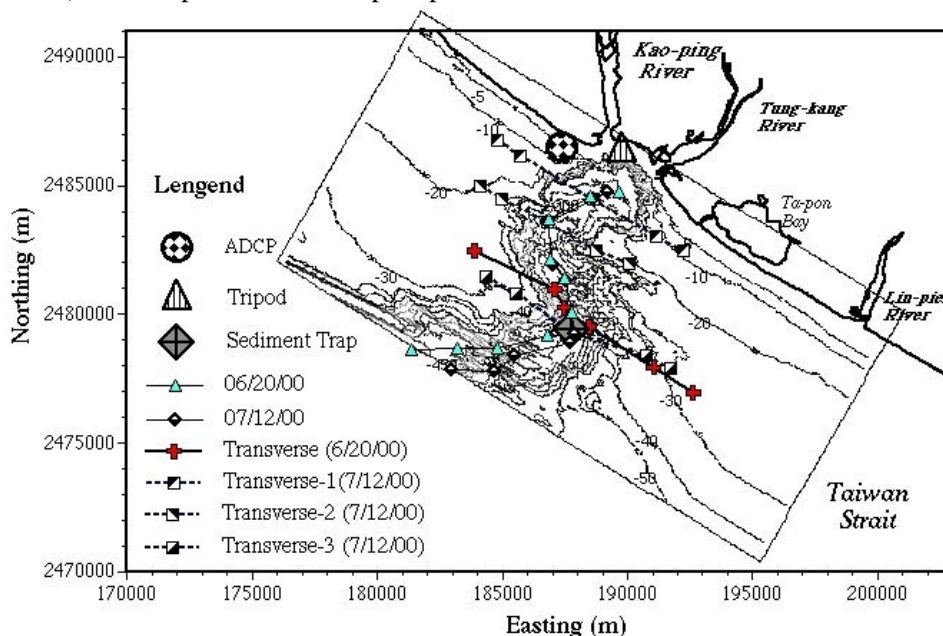 2490000
2485000
2480000
2475000
2470000
Northing (m)
170000 175000 180000 185000 190000 195000 200000
Easting (m)
Kao-ping
River
Tung-kang
River
Ta-pon
Bay
Lin-pien
River
Taiwan
Strait
Lengend
ADCP
Tripod
Sediment Trap
06/20/00
07/12/00
Transverse (6/20/00)
Transverse-1(7/12/00)
Transverse-2 (7/12/00)
Transverse-3 (7/12/00)
-5
-20
-30
-10
-20
-30
-40
-50